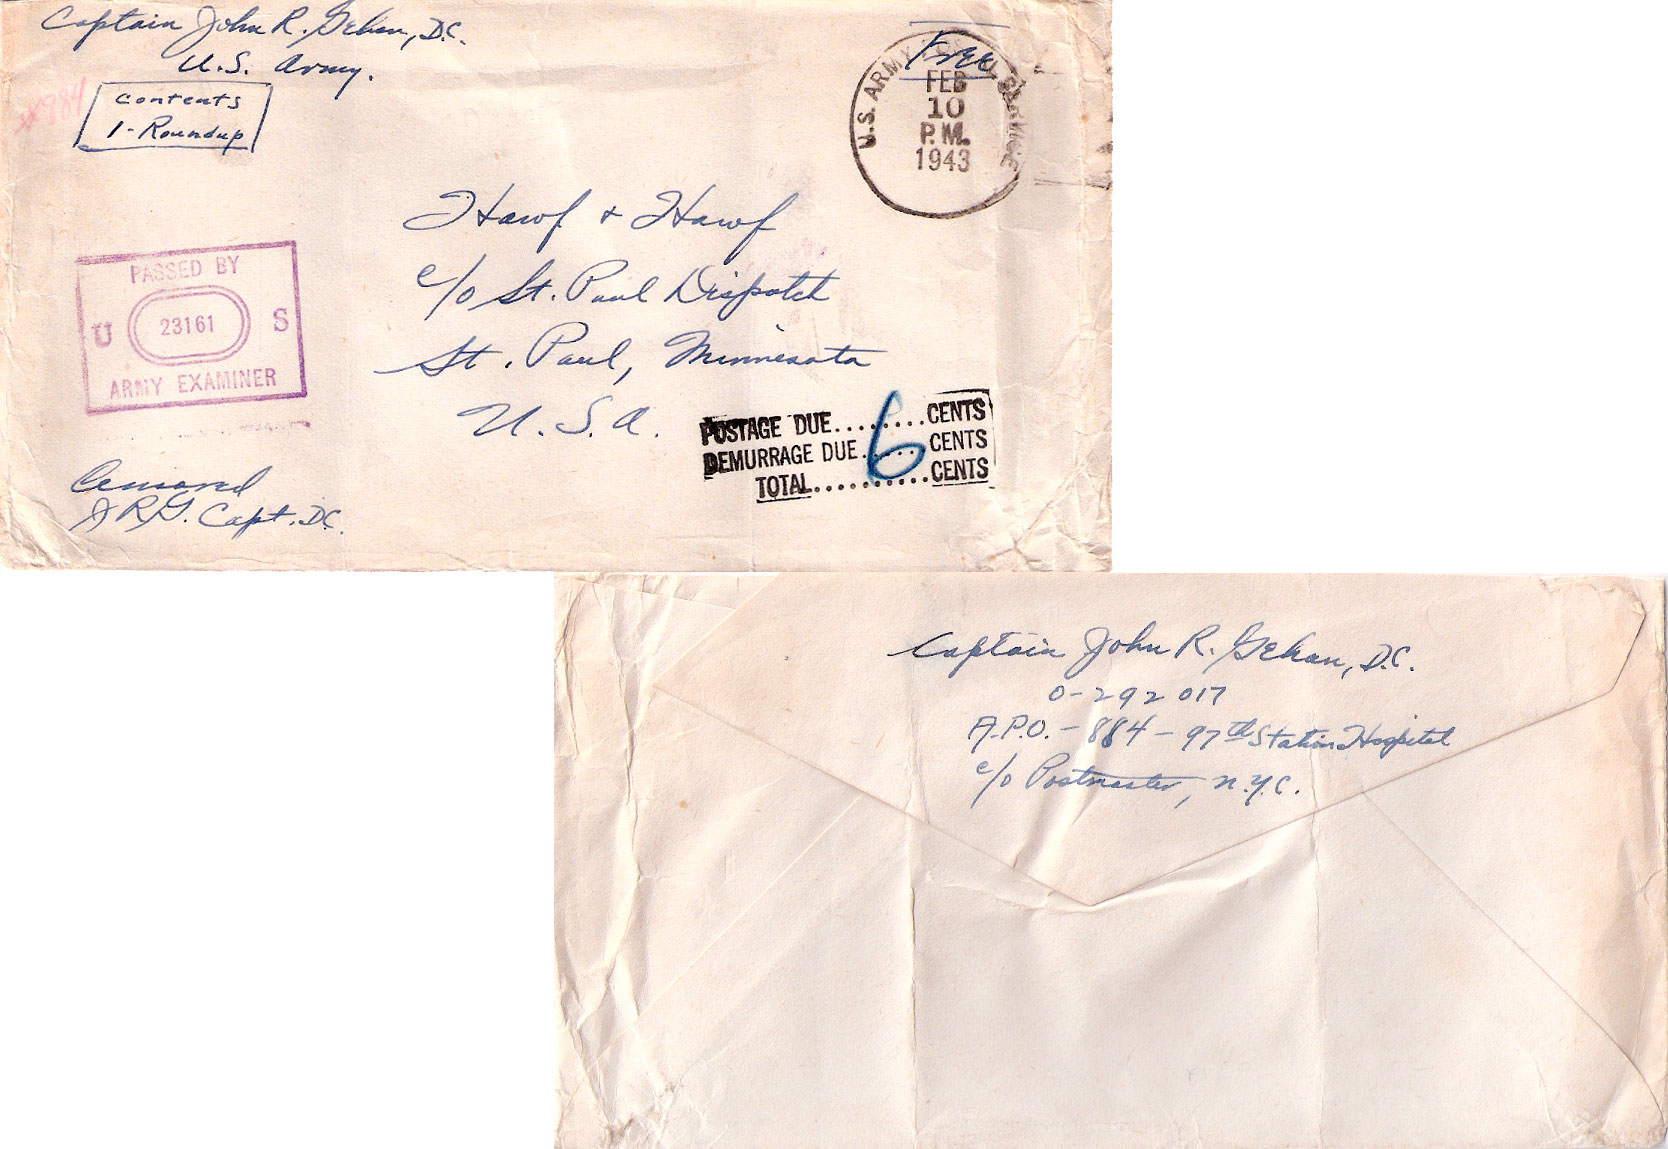 Captain John R. Gehan, D.C.
U.S. Army.
Contents
1-Roundup
Free
U.S. ARMY
FEB
10
P.M.
1943
Hawf & Hawf
c/o St. Paul Dispatch
St. Paul, Minnesota
U.S.A.
PASSED BY
U 23161 S
ARMY EXAMINER
POSTAGE DUE........CENTS
DEMURRAGE DUE.6...CENTS
TOTAL..........CENTS
Censored
JRG. Capt. D.C.
Captain John R. Gehan, D.C.
0-292017
A.P.O. - 884 - 97th Station Hospital
c/o Postmaster, N.Y.C.